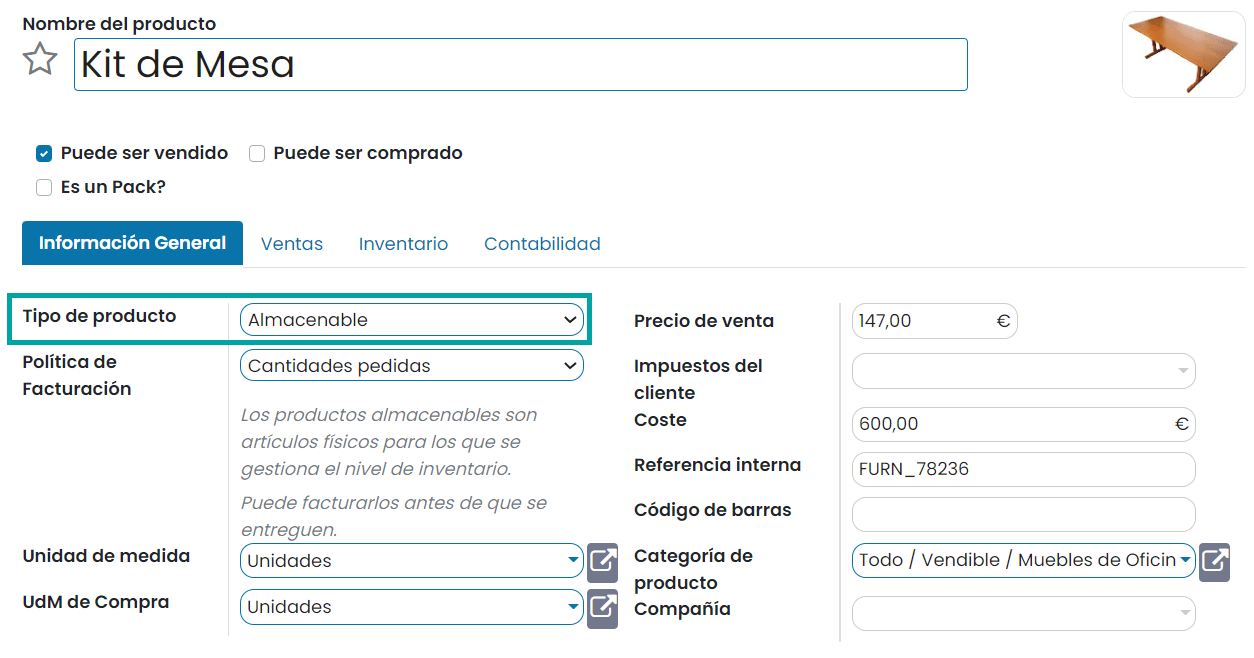 Nombre del producto
Kit de Mesa
Puede ser vendido
Puede ser comprado
Es un Pack?
Información General
Ventas
Inventario
Contabilidad
Tipo de producto
Almacenable
Política de
Facturación
Cantidades pedidas
Los productos almacenables son
artículos físicos para los que se
gestiona el nivel de inventario.
Puede facturarlos antes de que se
entreguen.
Unidad de medida
Unidades
UdM de Compra
Unidades
Precio de venta
147,00 €
Impuestos del
cliente
Coste
600,00 €
Referencia interna
FURN_78236
Código de barras
Categoría de
producto
Todo / Vendible / Muebles de Oficin
Compañía